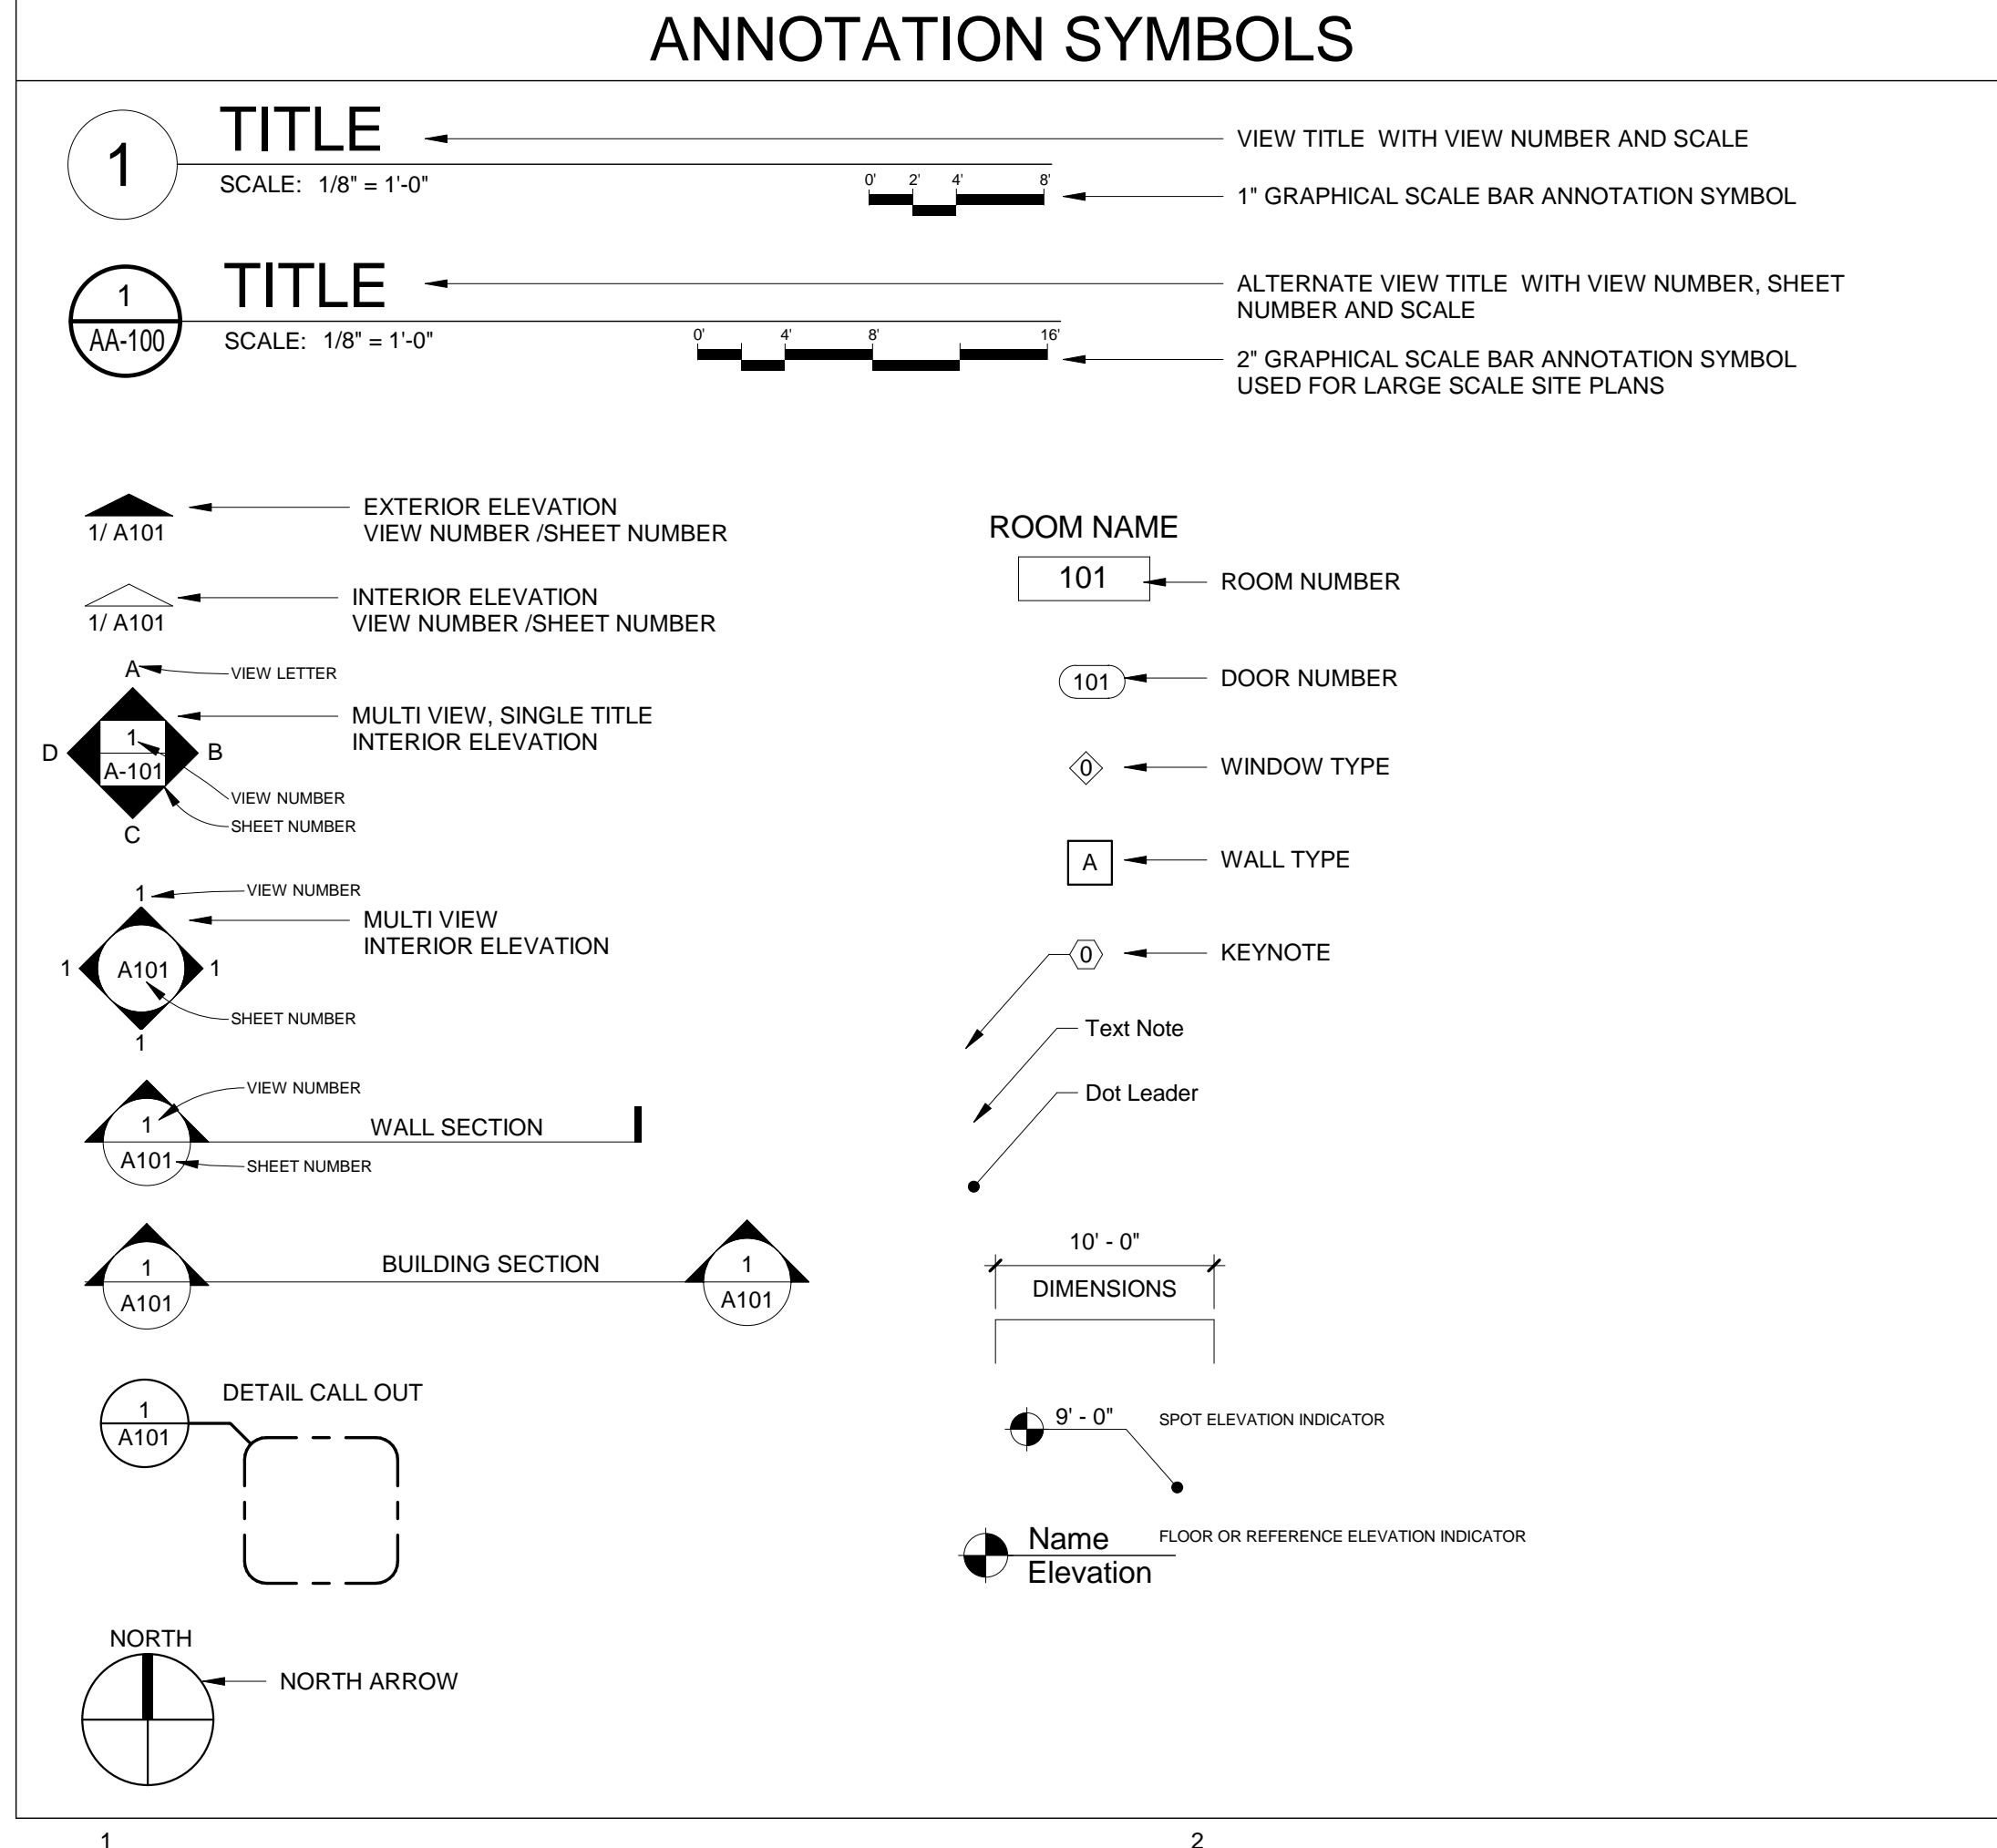 ANNOTATION SYMBOLS
1
TITLE
SCALE: 1/8" = 1'-0"
0' 2' 4' 8'
VIEW TITLE WITH VIEW NUMBER AND SCALE
1" GRAPHICAL SCALE BAR ANNOTATION SYMBOL
1
AA-100
TITLE
SCALE: 1/8" = 1'-0"
0' 4' 8' 16'
ALTERNATE VIEW TITLE WITH VIEW NUMBER, SHEET
NUMBER AND SCALE
2" GRAPHICAL SCALE BAR ANNOTATION SYMBOL
USED FOR LARGE SCALE SITE PLANS
1/ A101
EXTERIOR ELEVATION
VIEW NUMBER /SHEET NUMBER
1/ A101
INTERIOR ELEVATION
VIEW NUMBER /SHEET NUMBER
A
VIEW LETTER
MULTI VIEW, SINGLE TITLE
INTERIOR ELEVATION
D
1
A-101
B
VIEW NUMBER
SHEET NUMBER
C
1
VIEW NUMBER
MULTI VIEW
INTERIOR ELEVATION
1
A101
1
SHEET NUMBER
1
VIEW NUMBER
1
WALL SECTION
A101
SHEET NUMBER
1
A101
BUILDING SECTION
1
A101
DETAIL CALL OUT
1
A101
NORTH
NORTH ARROW
ROOM NAME
101
ROOM NUMBER
101
DOOR NUMBER
0
WINDOW TYPE
A
WALL TYPE
0
KEYNOTE
Text Note
Dot Leader
10' - 0"
DIMENSIONS
9' - 0"
SPOT ELEVATION INDICATOR
Name
Elevation
FLOOR OR REFERENCE ELEVATION INDICATOR
1
2